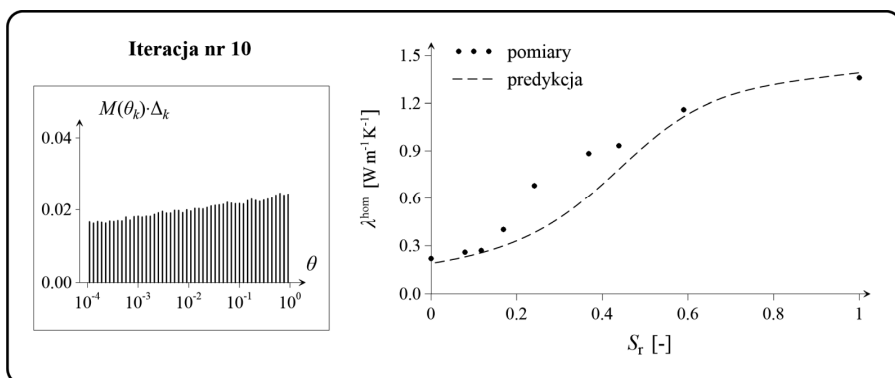 Iteracja nr 10
M(θₖ)·Δₖ
0.04
0.02
0.00
10⁻⁴ 10⁻³ 10⁻² 10⁻¹ 10⁰
θ
1.5
1.2
0.9
0.6
0.3
0.0
λʰᵒᵐ [W m⁻¹K⁻¹]
pomiary
predykcja
0 0.2 0.4 0.6 0.8 1
Sᵣ [-]